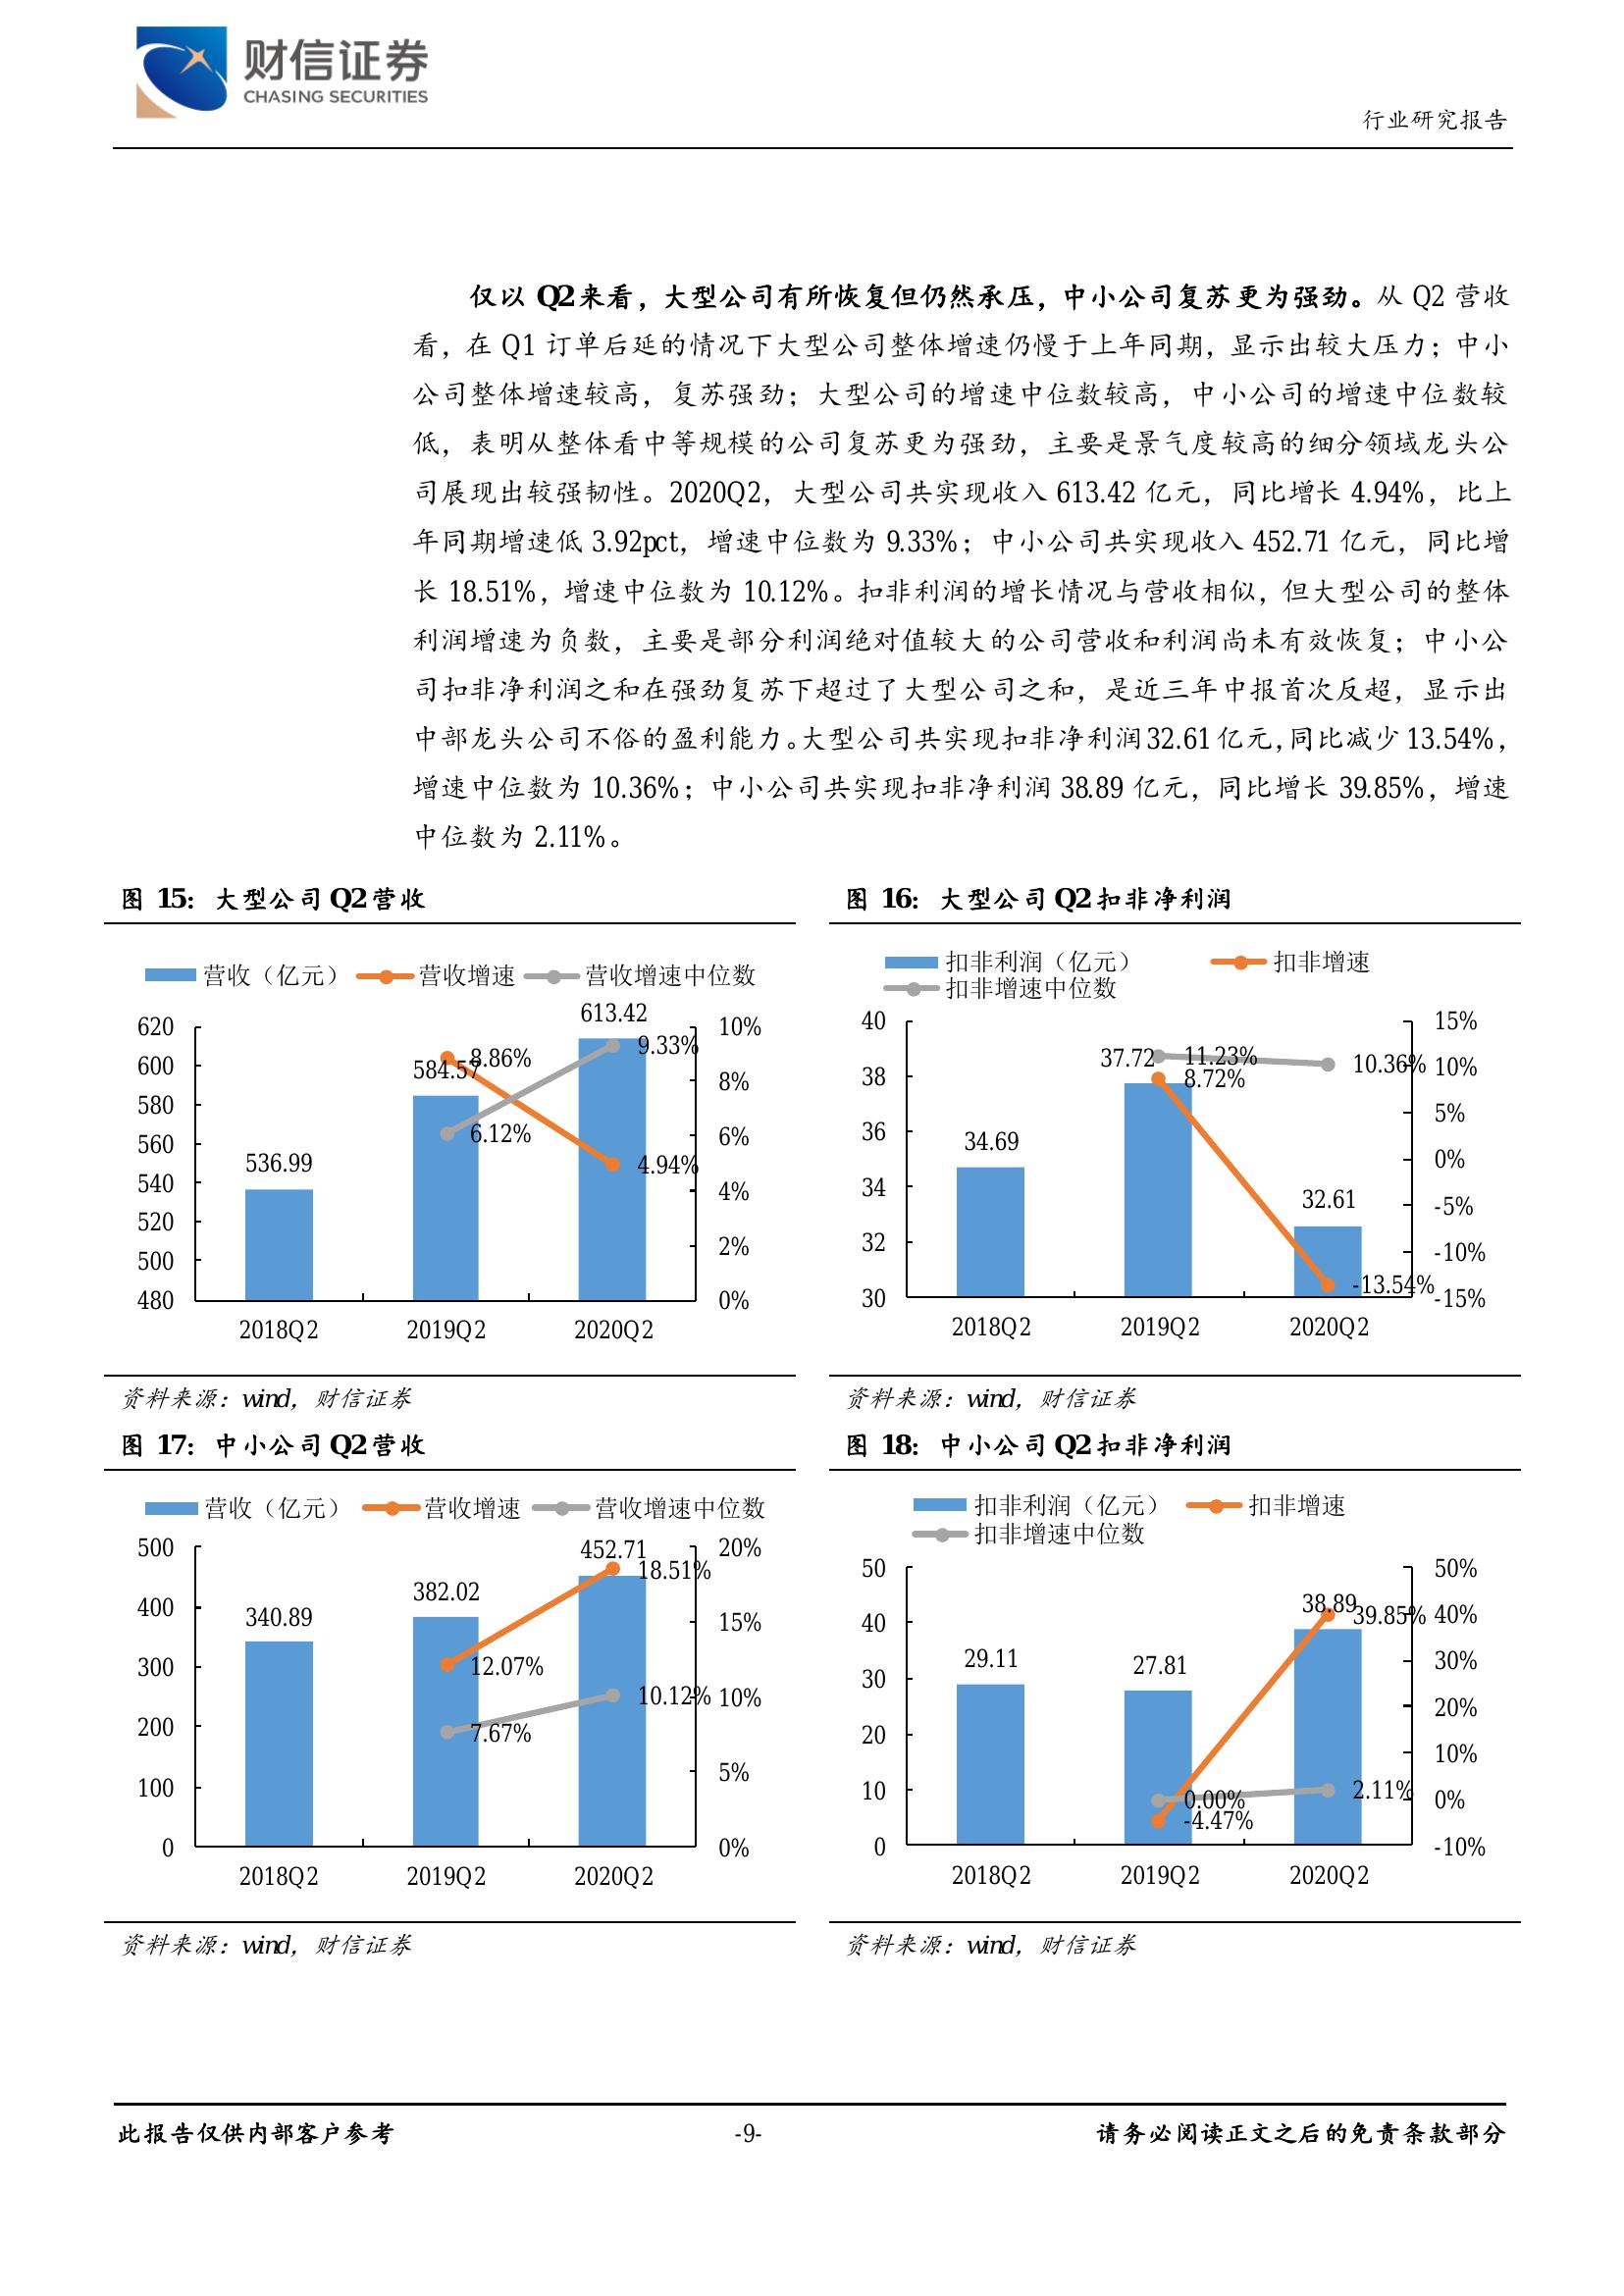 财信证券
CHASING SECURITIES
行业研究报告
仅以 Q2来看，大型公司有所恢复但仍然承压，中小公司复苏更为强劲。从 Q2 营收
看，在 Q1 订单后延的情况下大型公司整体增速仍慢于上年同期，显示出较大压力；中小
公司整体增速较高，复苏强劲；大型公司的增速中位数较高，中小公司的增速中位数较
低，表明从整体看中等规模的公司复苏更为强劲，主要是景气度较高的细分领域龙头公
司展现出较强韧性。2020Q2，大型公司共实现收入 613.42 亿元，同比增长 4.94%，比上
年同期增速低 3.92pct，增速中位数为 9.33%；中小公司共实现收入 452.71 亿元，同比增
长 18.51%，增速中位数为 10.12%。扣非利润的增长情况与营收相似，但大型公司的整体
利润增速为负数，主要是部分利润绝对值较大的公司营收和利润尚未有效恢复；中小公
司扣非净利润之和在强劲复苏下超过了大型公司之和，是近三年中报首次反超，显示出
中部龙头公司不俗的盈利能力。大型公司共实现扣非净利润32.61亿元，同比减少13.54%，
增速中位数为 10.36%；中小公司共实现扣非净利润 38.89 亿元，同比增长 39.85%，增速
中位数为 2.11%。
图 15：大型公司 Q2 营收
营收（亿元） 营收增速 营收增速中位数
620
600
580
560
540
520
500
480
10%
8%
6%
4%
2%
0%
536.99
584.57
613.42
8.86%
4.94%
6.12%
9.33%
2018Q2 2019Q2 2020Q2
资料来源：wind，财信证券
图 16：大型公司 Q2 扣非净利润
扣非利润（亿元） 扣非增速
扣非增速中位数
40
38
36
34
32
30
15%
10%
5%
0%
-5%
-10%
-15%
34.69
37.72
32.61
11.23%
8.72%
10.36%
-13.54%
2018Q2 2019Q2 2020Q2
资料来源：wind，财信证券
图 17：中小公司 Q2 营收
营收（亿元） 营收增速 营收增速中位数
500
400
300
200
100
0
20%
15%
10%
5%
0%
340.89
382.02
452.71
12.07%
18.51%
7.67%
10.12%
2018Q2 2019Q2 2020Q2
资料来源：wind，财信证券
图 18：中小公司 Q2 扣非净利润
扣非利润（亿元） 扣非增速
扣非增速中位数
50
40
30
20
10
0
50%
40%
30%
20%
10%
0%
-10%
29.11
27.81
38.89
39.85%
0.00%
-4.47%
2.11%
2018Q2 2019Q2 2020Q2
资料来源：wind，财信证券
此报告仅供内部客户参考 -9- 请务必阅读正文之后的免责条款部分